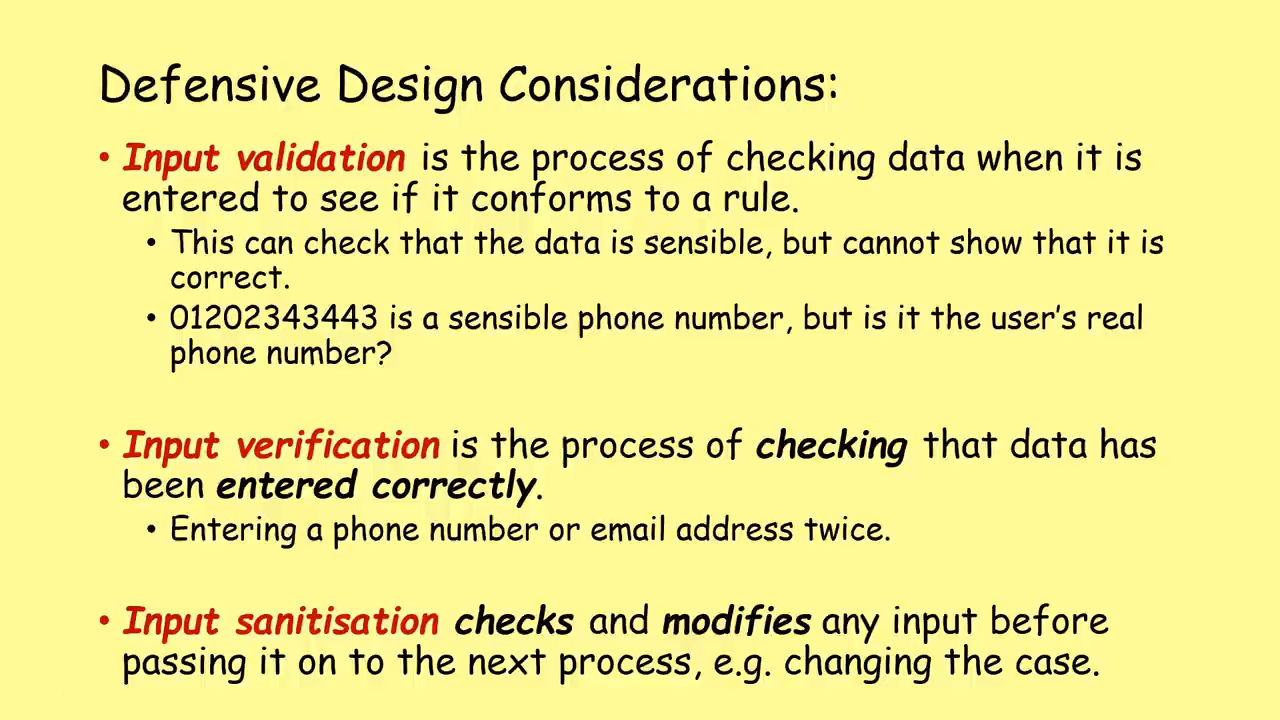 Defensive Design Considerations:
• Input validation is the process of checking data when it is
entered to see if it conforms to a rule.
• This can check that the data is sensible, but cannot show that it is
correct.
• 01202343443 is a sensible phone number, but is it the user's real
phone number?
• Input verification is the process of checking that data has
been entered correctly.
• Entering a phone number or email address twice.
• Input sanitisation checks and modifies any input before
passing it on to the next process, e.g. changing the case.